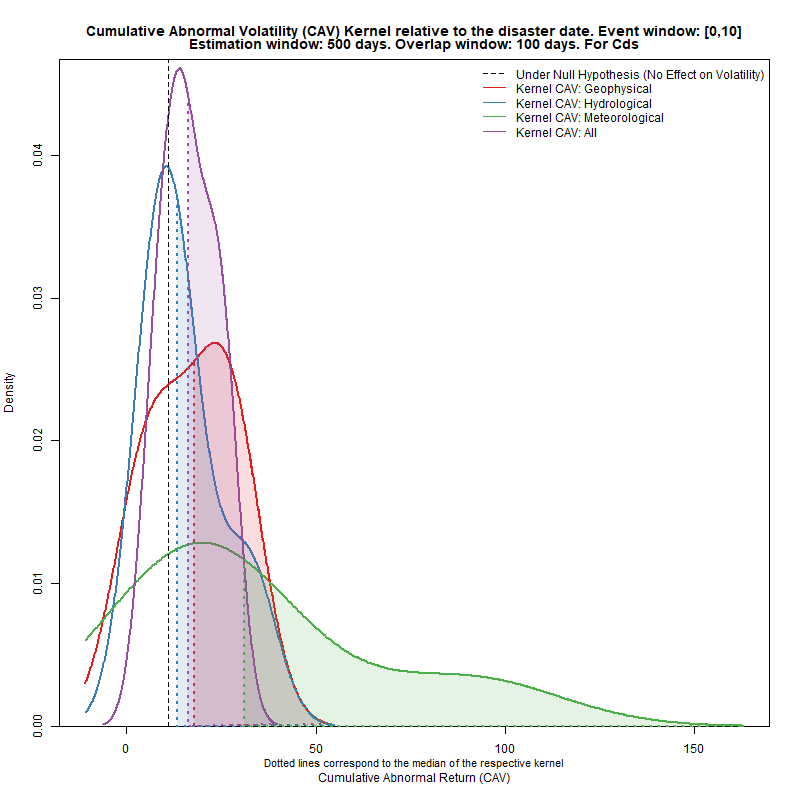 Cumulative Abnormal Volatility (CAV) Kernel relative to the disaster date. Event window: [0,10]
Estimation window: 500 days. Overlap window: 100 days. For Cds
Under Null Hypothesis (No Effect on Volatility)
Kernel CAV: Geophysical
Kernel CAV: Hydrological
Kernel CAV: Meteorological
Kernel CAV: All
0.04
0.03
0.02
0.01
0.00
Density
0 50 100 150
Dotted lines correspond to the median of the respective kernel
Cumulative Abnormal Return (CAV)